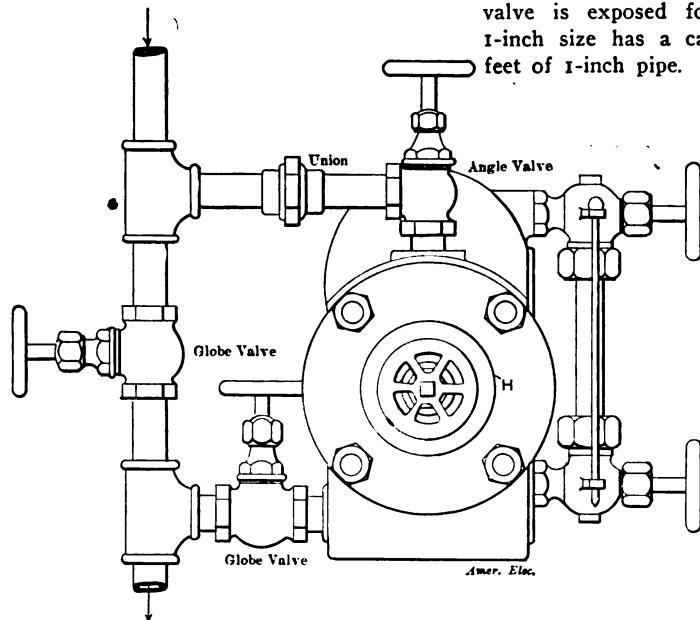 valve is exposed fo
1-inch size has a ca
feet of 1-inch pipe.
Union
Angle Valve
Globe Valve
H
Globe Valve
Amer. Elec.